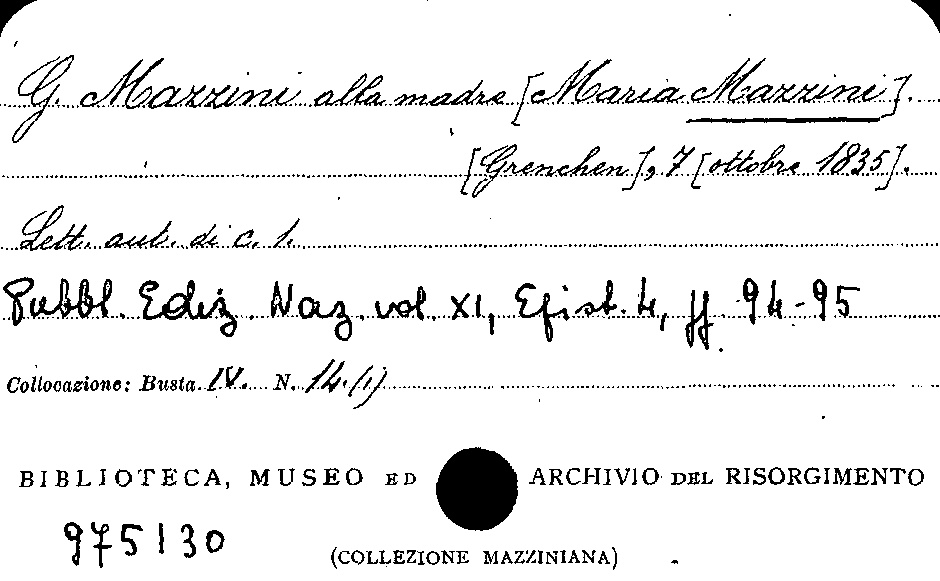 G. Mazzini alla madre [Maria Mazzini].
[Grenchen], 7 [ottobre 1835].
Lett. aut. di c. 1.
Pubbl. Ediz. Naz. vol. XI, Epist. 4, pp. 94-95
Collocazione: Busta IV. N. 14.(1)
BIBLIOTECA, MUSEO ED ARCHIVIO DEL RISORGIMENTO
975130
(COLLEZIONE MAZZINIANA)